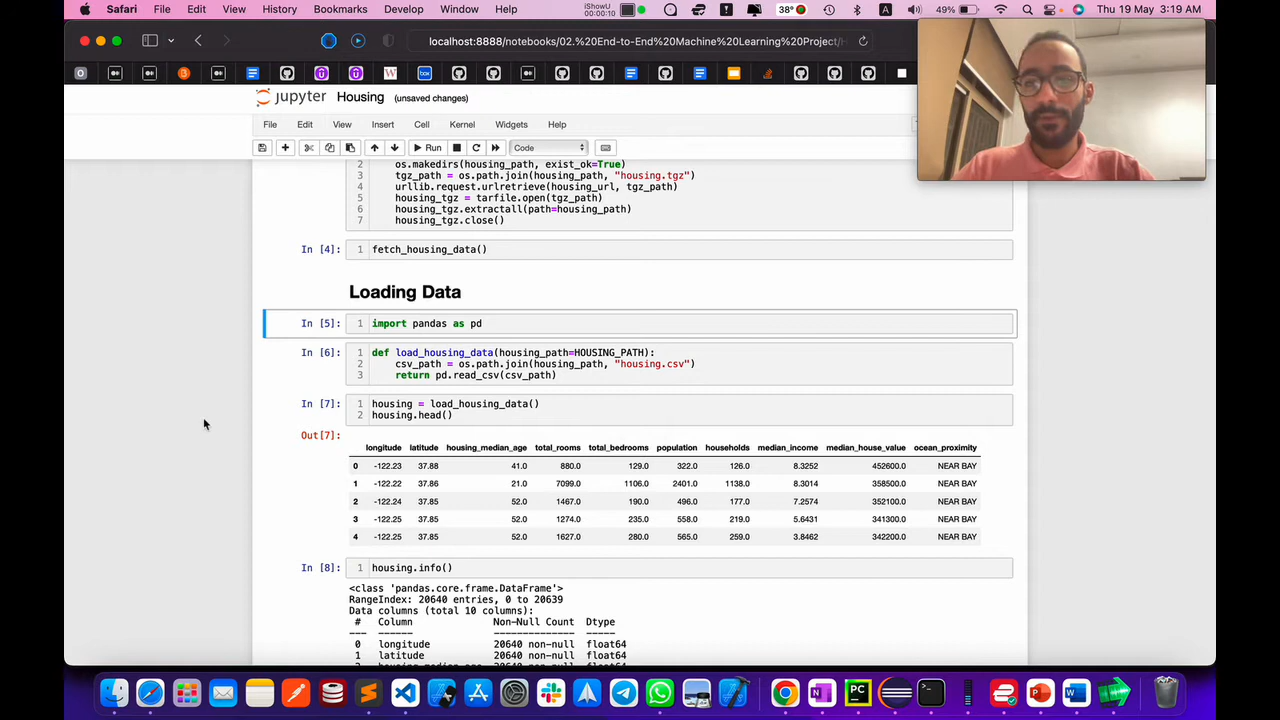 Safari File Edit View History Bookmarks Develop Window Help iShowU 00:00:10 38° A 49% Thu 19 May 3:19 AM
localhost:8888/notebooks/02.%20End-to-End%20Machine%20Learning%20Project/H
jupyter Housing (unsaved changes)
File Edit View Insert Cell Kernel Widgets Help
Run Code
2 os.makedirs(housing_path, exist_ok=True)
3 tgz_path = os.path.join(housing_path, "housing.tgz")
4 urllib.request.urlretrieve(housing_url, tgz_path)
5 housing_tgz = tarfile.open(tgz_path)
6 housing_tgz.extractall(path=housing_path)
7 housing_tgz.close()
In [4]: 1 fetch_housing_data()
Loading Data
In [5]: 1 import pandas as pd
In [6]: 1 def load_housing_data(housing_path=HOUSING_PATH):
2 csv_path = os.path.join(housing_path, "housing.csv")
3 return pd.read_csv(csv_path)
In [7]: 1 housing = load_housing_data()
2 housing.head()
Out[7]:
longitude latitude housing_median_age total_rooms total_bedrooms population households median_income median_house_value ocean_proximity
0 -122.23 37.88 41.0 880.0 129.0 322.0 126.0 8.3252 452600.0 NEAR BAY
1 -122.22 37.86 21.0 7099.0 1106.0 2401.0 1138.0 8.3014 358500.0 NEAR BAY
2 -122.24 37.85 52.0 1467.0 190.0 496.0 177.0 7.2574 352100.0 NEAR BAY
3 -122.25 37.85 52.0 1274.0 235.0 558.0 219.0 5.6431 341300.0 NEAR BAY
4 -122.25 37.85 52.0 1627.0 280.0 565.0 259.0 3.8462 342200.0 NEAR BAY
In [8]: 1 housing.info()
<class 'pandas.core.frame.DataFrame'>
RangeIndex: 20640 entries, 0 to 20639
Data columns (total 10 columns):
# Column Non-Null Count Dtype
--- ------ -------------- -----
0 longitude 20640 non-null float64
1 latitude 20640 non-null float64